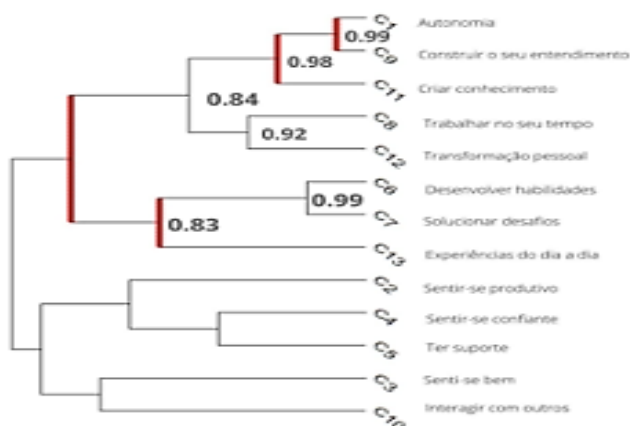 C1 Autonomia
0.99
C9 Construir o seu entendimento
0.98
C11 Criar conhecimento
0.84
C8 Trabalhar no seu tempo
0.92
C12 Transformação pessoal
C6 Desenvolver habilidades
0.99
C7 Solucionar desafios
0.83
C13 Experiências do dia a dia
C2 Sentir-se produtivo
C4 Sentir-se confiante
C5 Ter suporte
C3 Senti-se bem
C10 Interagir com outros